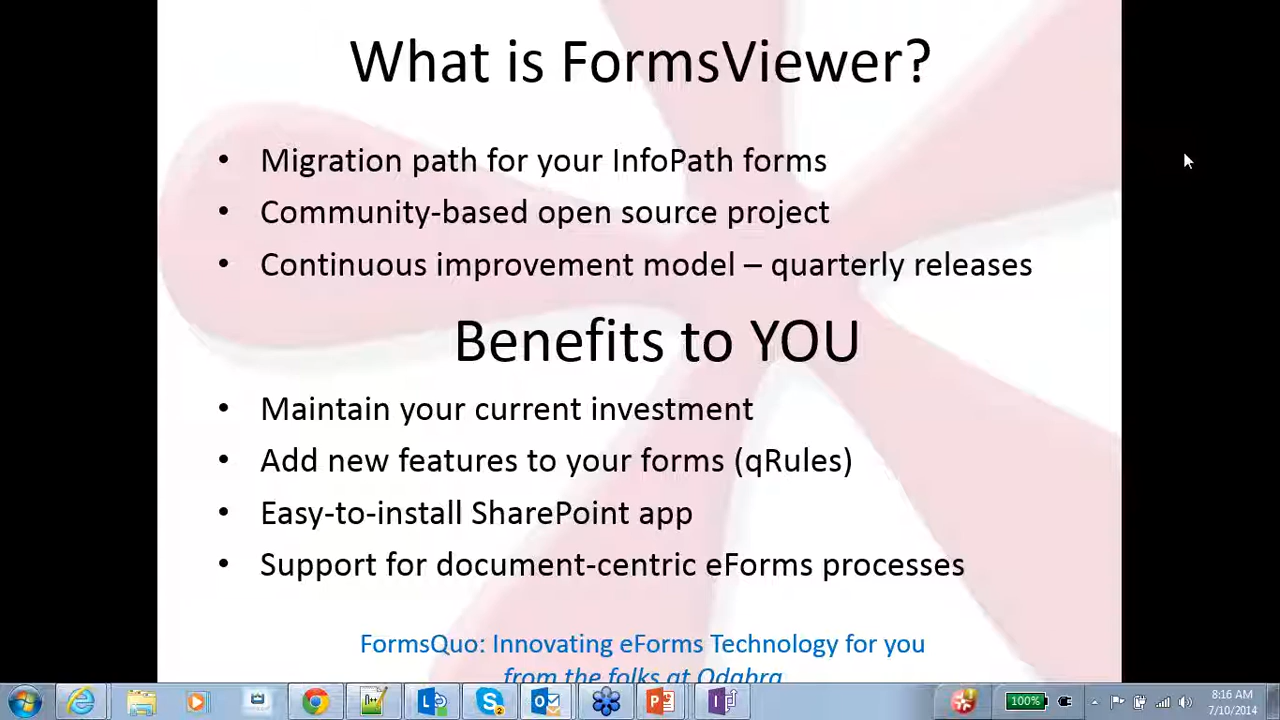 What is FormsViewer?
• Migration path for your InfoPath forms
• Community-based open source project
• Continuous improvement model – quarterly releases
Benefits to YOU
• Maintain your current investment
• Add new features to your forms (qRules)
• Easy-to-install SharePoint app
• Support for document-centric eForms processes
FormsQuo: Innovating eForms Technology for you
from the folks at Qdabra
100%
8:16 AM
7/10/2014